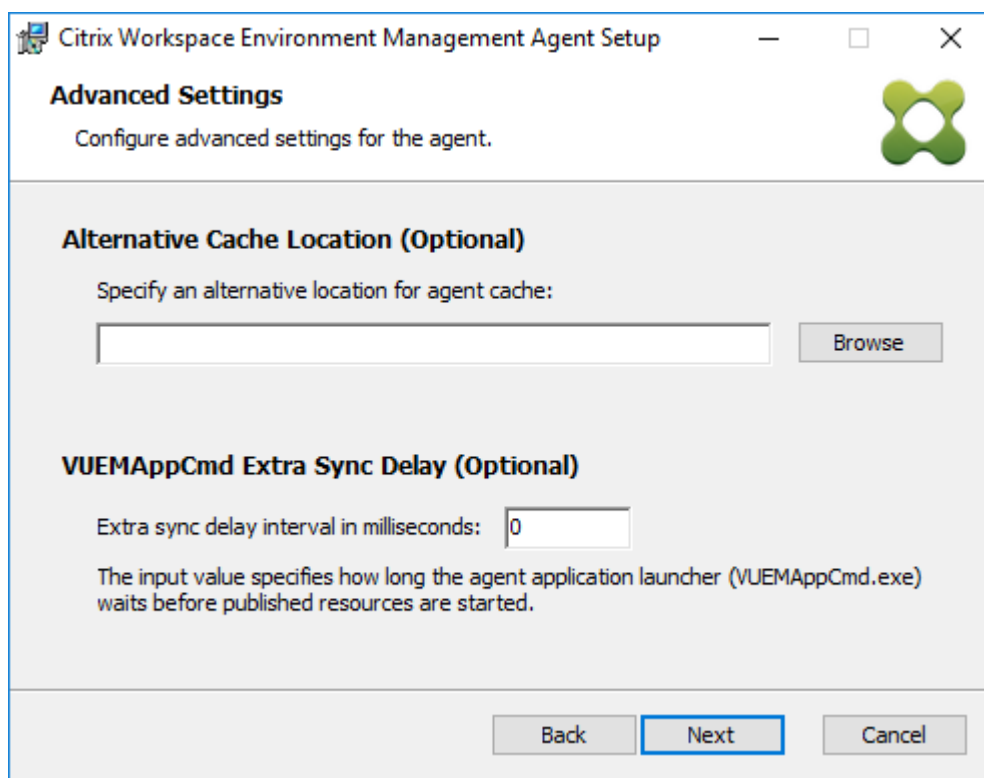 Citrix Workspace Environment Management Agent Setup
Advanced Settings
Configure advanced settings for the agent.
Alternative Cache Location (Optional)
Specify an alternative location for agent cache:
Browse
VUEMAppCmd Extra Sync Delay (Optional)
Extra sync delay interval in milliseconds: 0
The input value specifies how long the agent application launcher (VUEMAppCmd.exe)
waits before published resources are started.
Back Next Cancel